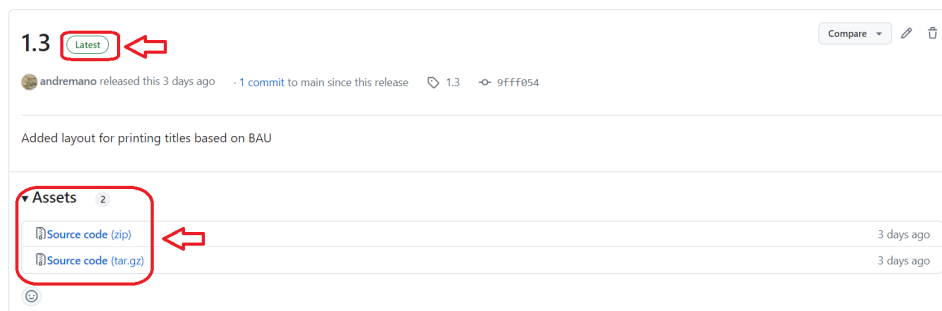 1.3 Latest Compare
andremano released this 3 days ago · 1 commit to main since this release 1.3 9fff054
Added layout for printing titles based on BAU
Assets 2
Source code (zip) 3 days ago
Source code (tar.gz) 3 days ago